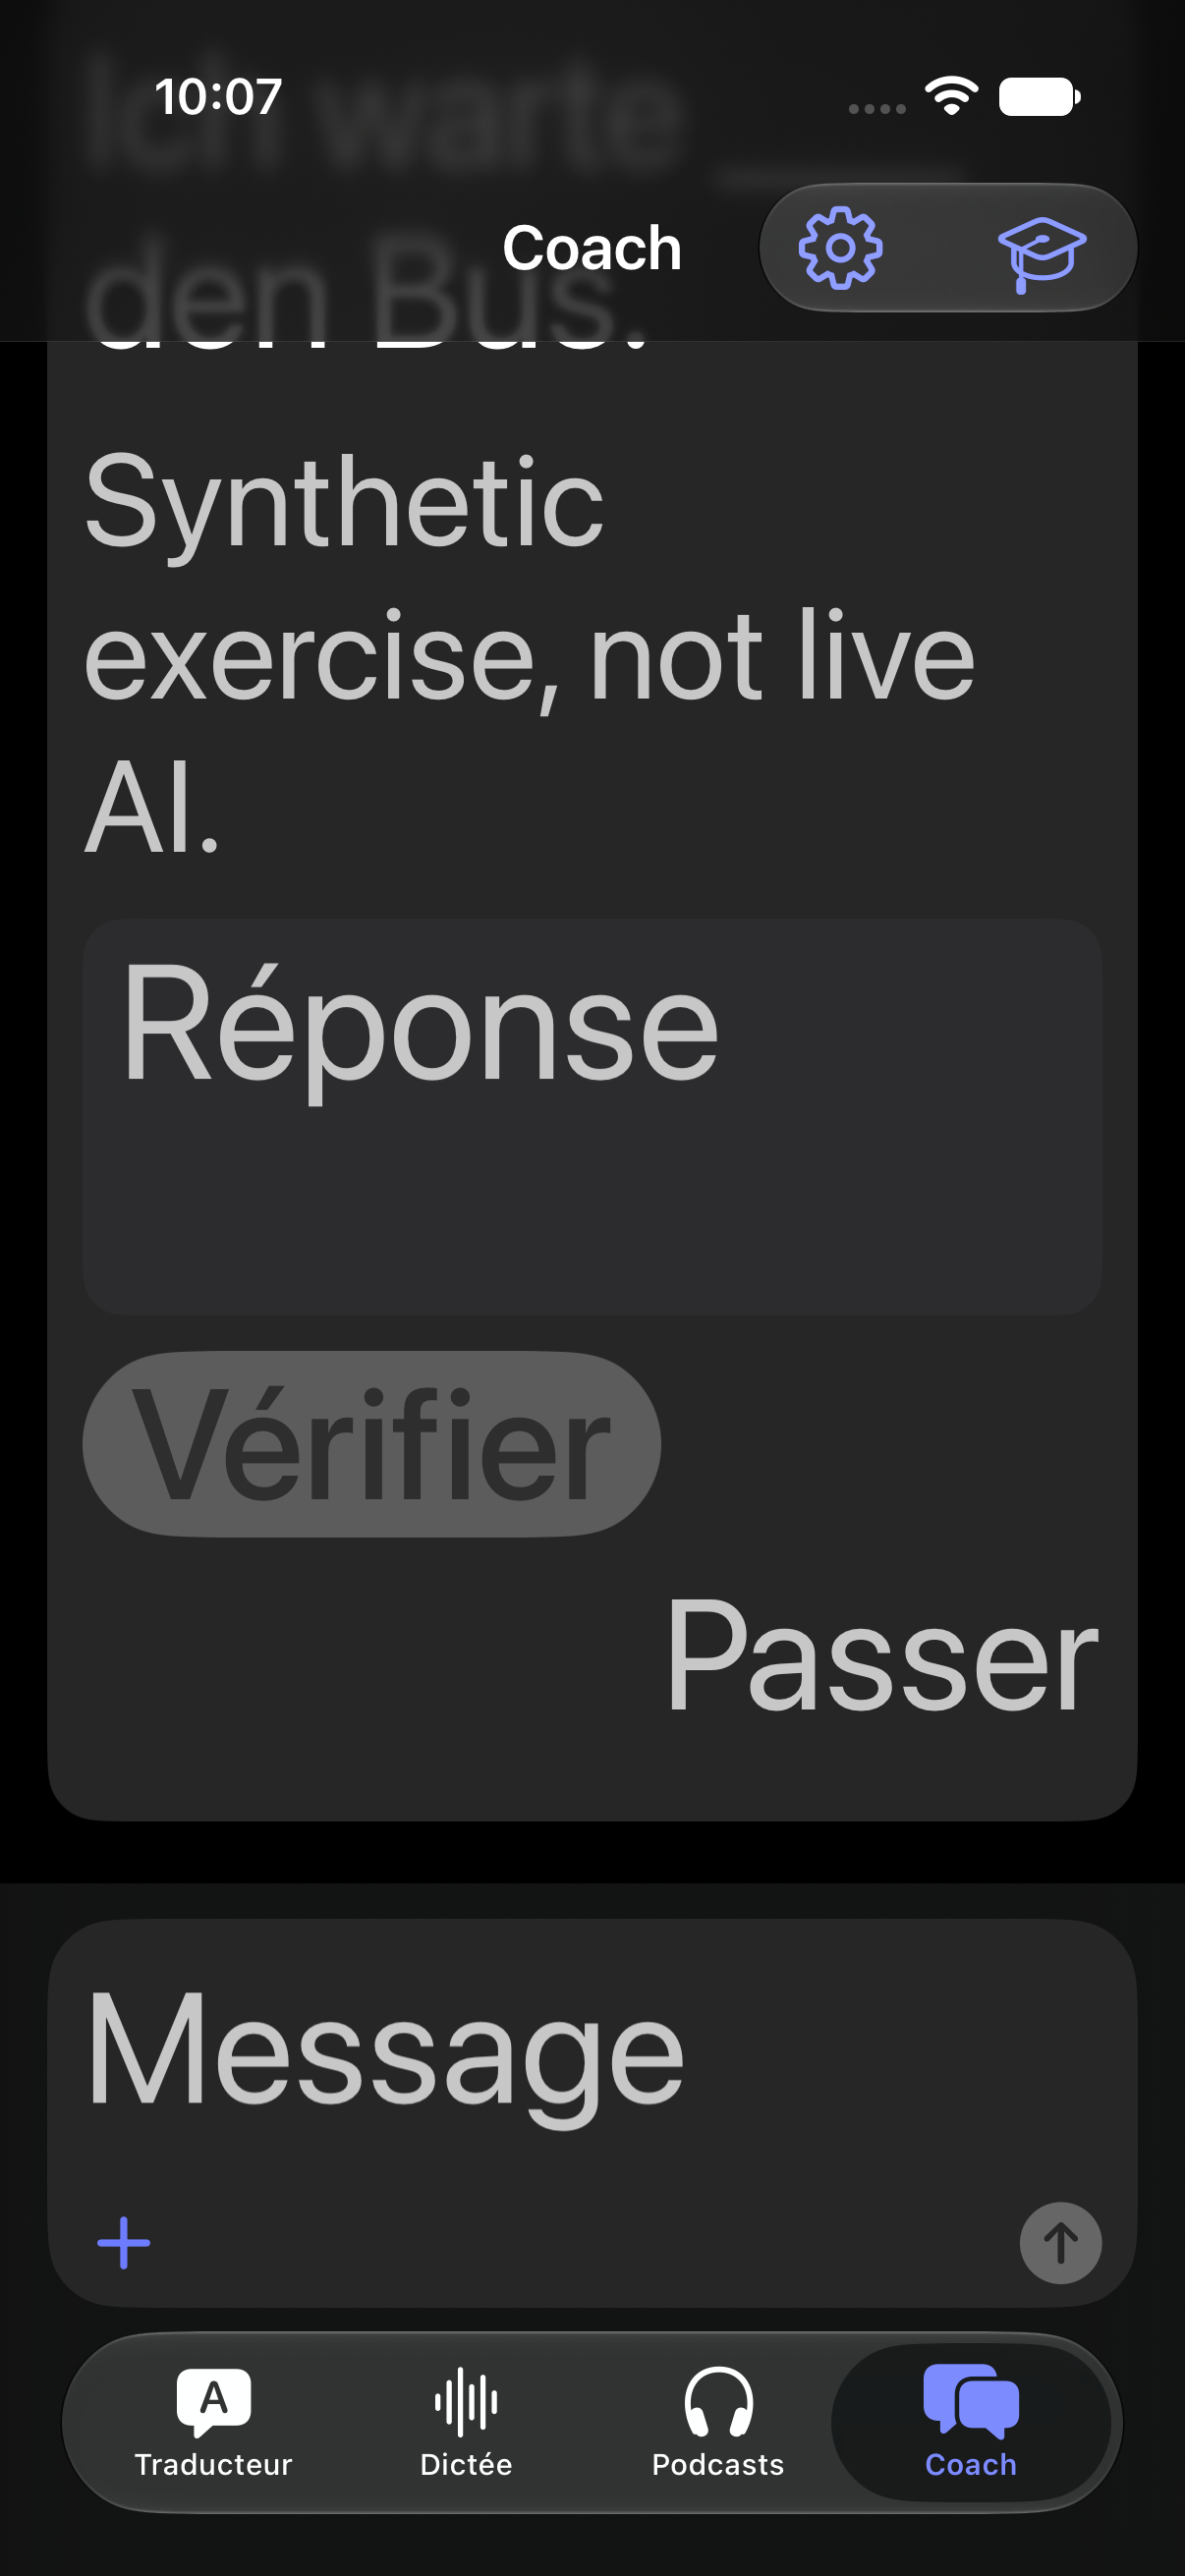 10:07
Ich warte ______
den Bus.
Coach
Synthetic
exercise, not live
AI.
Réponse
Vérifier
Passer
Message
A
Traducteur
Dictée
Podcasts
Coach